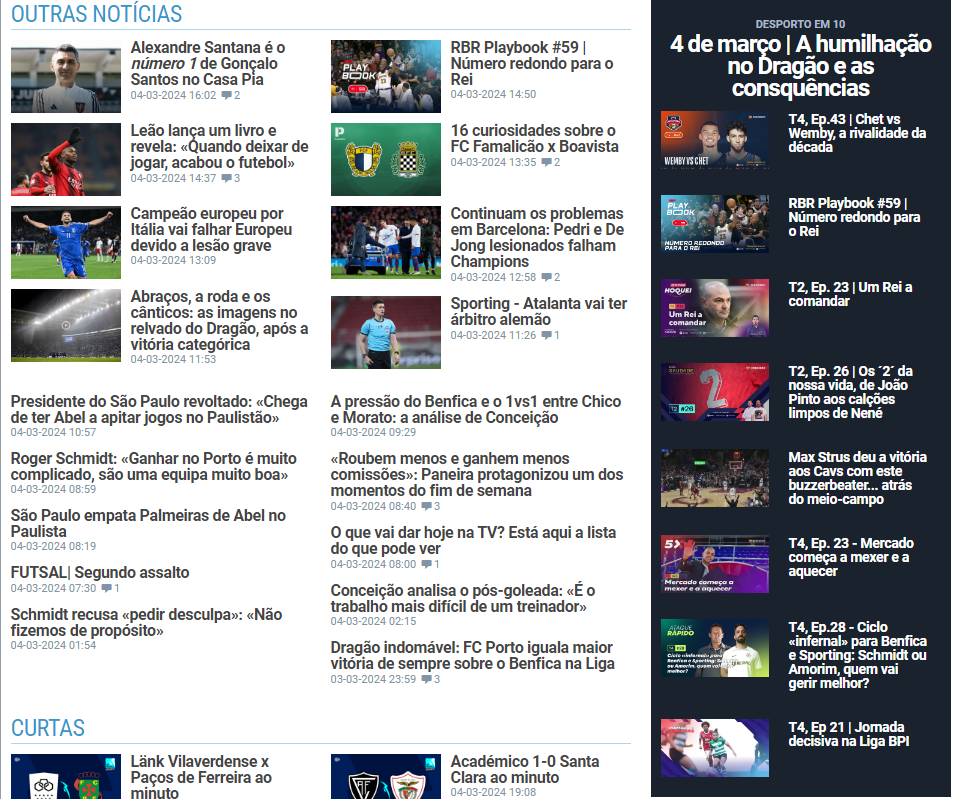 OUTRAS NOTÍCIAS
Alexandre Santana é o
número 1 de Gonçalo
Santos no Casa Pia
04-03-2024 16:02 2
Leão lança um livro e
revela: «Quando deixar de
jogar, acabou o futebol»
04-03-2024 14:37 3
Campeão europeu por
Itália vai falhar Europeu
devido a lesão grave
04-03-2024 13:09
Abraços, a roda e os
cânticos: as imagens no
relvado do Dragão, após a
vitória categórica
04-03-2024 11:53
PLAY
BOOK
RBR Playbook #59 |
Número redondo para o
Rei
04-03-2024 14:50
16 curiosidades sobre o
FC Famalicão x Boavista
04-03-2024 13:35 2
Continuam os problemas
em Barcelona: Pedri e De
Jong lesionados falham
Champions
04-03-2024 12:58 2
Sporting - Atalanta vai ter
árbitro alemão
04-03-2024 11:26 1
Presidente do São Paulo revoltado: «Chega
de ter Abel a apitar jogos no Paulistão»
04-03-2024 10:57
Roger Schmidt: «Ganhar no Porto é muito
complicado, são uma equipa muito boa»
04-03-2024 08:59
São Paulo empata Palmeiras de Abel no
Paulista
04-03-2024 08:19
FUTSAL| Segundo assalto
04-03-2024 07:30 1
Schmidt recusa «pedir desculpa»: «Não
fizemos de propósito»
04-03-2024 01:54
A pressão do Benfica e o 1vs1 entre Chico
e Morato: a análise de Conceição
04-03-2024 09:29
«Roubem menos e ganhem menos
comissões»: Paneira protagonizou um dos
momentos do fim de semana
04-03-2024 08:40 3
O que vai dar hoje na TV? Está aqui a lista
do que pode ver
04-03-2024 08:00 1
Conceição analisa o pós-goleada: «É o
trabalho mais difícil de um treinador»
04-03-2024 02:15
Dragão indomável: FC Porto iguala maior
vitória de sempre sobre o Benfica na Liga
03-03-2024 23:59 3
CURTAS
Länk Vilaverdense x
Paços de Ferreira ao
minuto
Académico 1-0 Santa
Clara ao minuto
04-03-2024 19:08
DESPORTO EM 10
4 de março | A humilhação
no Dragão e as
consquências
WEMBY VS CHET
T4, Ep.43 | Chet vs
Wemby, a rivalidade da
década
PLAY
BOOK
NÚMERO REDONDO
PARA O REI
RBR Playbook #59 |
Número redondo para
o Rei
HÓQUEI
Um Rei a
comandar
T2, Ep. 23 | Um Rei a
comandar
SAUDADE
2
T2 #26
T2, Ep. 26 | Os ´2´ da
nossa vida, de João
Pinto aos calções
limpos de Nené
Max Strus deu a vitória
aos Cavs com este
buzzerbeater... atrás
do meio-campo
5
Mercado começa a
mexer e a aquecer
T4, Ep. 23 - Mercado
começa a mexer e a
aquecer
ATAQUE
RÁPIDO
Ciclo «infernal» para
Benfica e Sporting: Schmidt
ou Amorim, quem vai gerir
melhor?
T4, Ep.28 - Ciclo
«infernal» para Benfica
e Sporting: Schmidt ou
Amorim, quem vai
gerir melhor?
T4, Ep 21 | Jornada
decisiva na Liga BPI